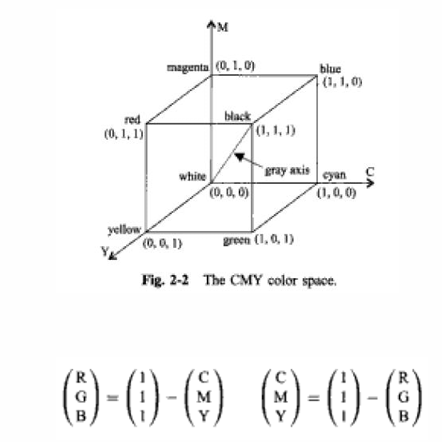 M
magenta (0, 1, 0) blue
(1, 1, 0)
red black
(0, 1, 1) (1, 1, 1)
white gray axis cyan C
(0, 0, 0) (1, 0, 0)
yellow (0, 0, 1) green (1, 0, 1)
Y
Fig. 2-2 The CMY color space.
(R) (1) (C) (C) (1) (R)
(G) = (1) - (M) (M) = (1) - (G)
(B) (1) (Y) (Y) (1) (B)